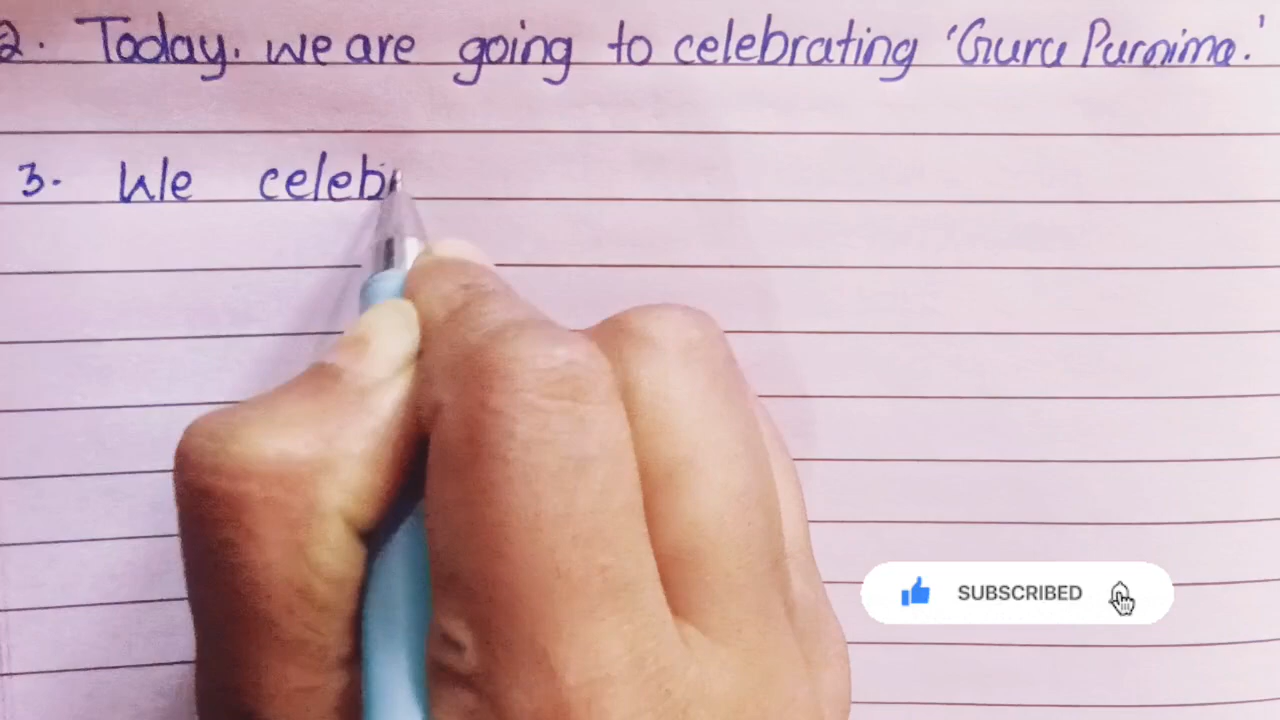 2. Today. we are going to celebrating 'Guru Purnima.'
3. We celeb
SUBSCRIBED